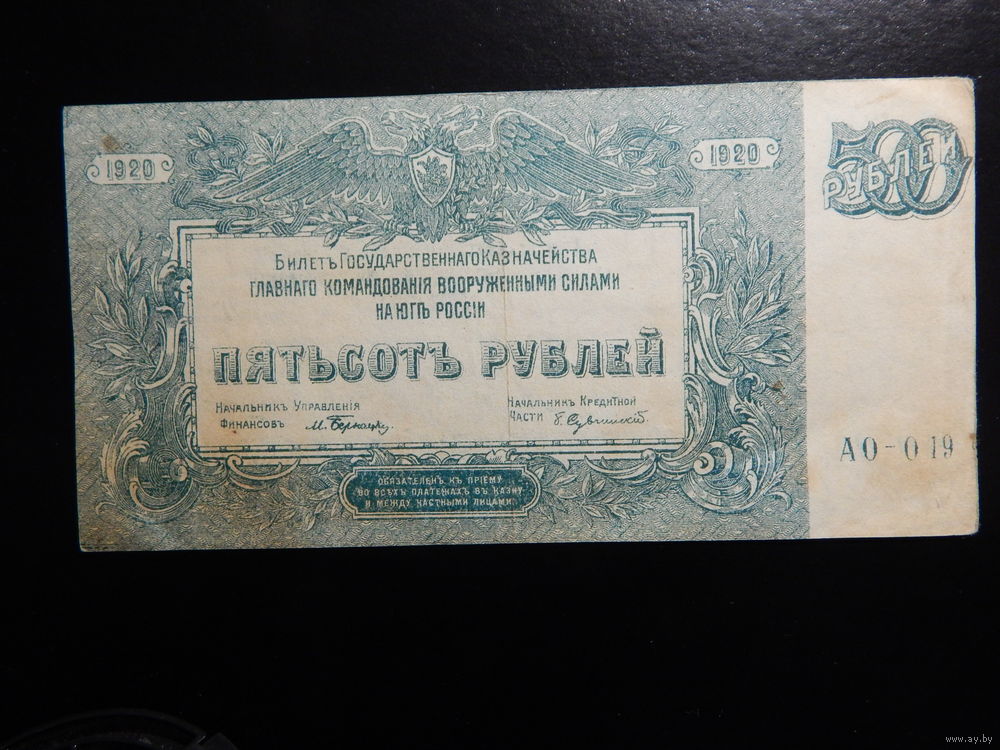 1920
1920
500
РУБЛЕЙ
БИЛЕТЪ ГОСУДАРСТВЕННАГО КАЗНАЧЕЙСТВА
ГЛАВНАГО КОМАНДОВАНІЯ ВООРУЖЕННЫМИ СИЛАМИ
НА ЮГѢ РОССІИ
ПЯТЬСОТЪ РУБЛЕЙ
НАЧАЛЬНИКЪ УПРАВЛЕНІЯ
ФИНАНСОВЪ М. Бернацкій
НАЧАЛЬНИКЪ КРЕДИТНОЙ
ЧАСТИ Б. Сувчинскій
АО-019
ОБЯЗАТЕЛЕНЪ КЪ ПРІЕМУ
ВО ВСѢХЪ ПЛАТЕЖАХЪ ВЪ КАЗНУ
И МЕЖДУ ЧАСТНЫМИ ЛИЦАМИ
www.ay.by